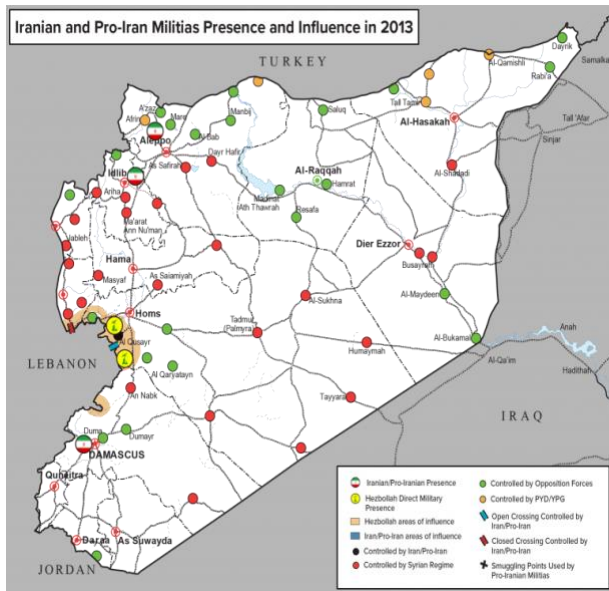 Iranian and Pro-Iran Militias Presence and Influence in 2013
TURKEY
Dayrik
Samalka
Al-Qamishli
Rabi'a
A'zaz
Afrin
Mare
Manbij
Saluq
Tall Tamr
Tall 'Afar
Al-Bab
Aleppo
Al-Hasakah
Sinjar
As Safirah
Dayr Hafir
Idlib
Al-Raqqah
Al-Shadadi
Hamrat
Ariha
Madinat
Ath Thawrah
Resafa
Ma'arat
Ann Nu'man
Jableh
Dier Ezzor
Hama
Busayrah
Masyaf
As Salamiyah
Al-Maydeen
Al-Sukhna
Homs
Tadmur
(Palmyra)
Al-Bukamal
Anah
Al Qusayr
Humaymah
Al-Qa'im
LEBANON
Hadithah
Al Qaryatayn
An Nabk
Tayyara
IRAQ
Duma
Dumayr
DAMASCUS
Quneitra
Daraa
As Suwayda
JORDAN
Iranian/Pro-Iranian Presence
Hezbollah Direct Military
Presence
Hezbollah areas of influence
Iran/Pro-Iran areas of influence
Controlled by Iran/Pro-Iran
Controlled by Syrian Regime
Controlled by Opposition Forces
Controlled by PYD/YPG
Open Crossing Controlled by
Iran/Pro-Iran
Closed Crossing Controlled by
Iran/Pro-Iran
Smuggling Points Used by
Pro-Iranian Militias